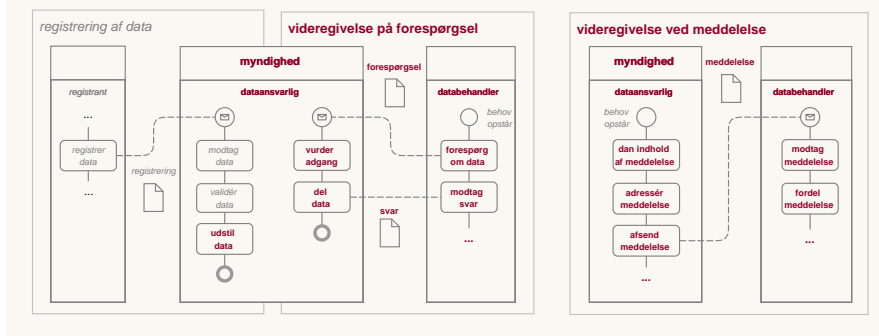 registrering af data
videregivelse på forespørgsel
videregivelse ved meddelelse
myndighed
forespørgsel
myndighed
meddelelse
registrant
dataansvarlig
databehandler
dataansvarlig
databehandler
...
behov
opstår
behov
opstår
registrer
data
modtag
data
vurder
adgang
forespørg
om data
dan indhold
af meddelelse
modtag
meddelelse
registrering
...
validér
data
del
data
modtag
svar
adressér
meddelelse
fordel
meddelelse
svar
udstil
data
...
afsend
meddelelse
...
...